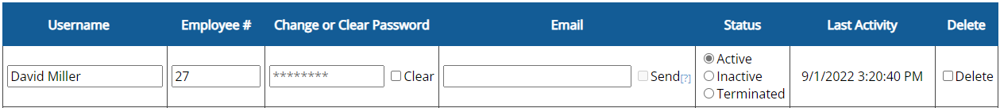 Username Employee # Change or Clear Password Email Status Last Activity Delete
David Miller 27 ******** Clear Send[?] Active 9/1/2022 3:20:40 PM Delete
Inactive
Terminated